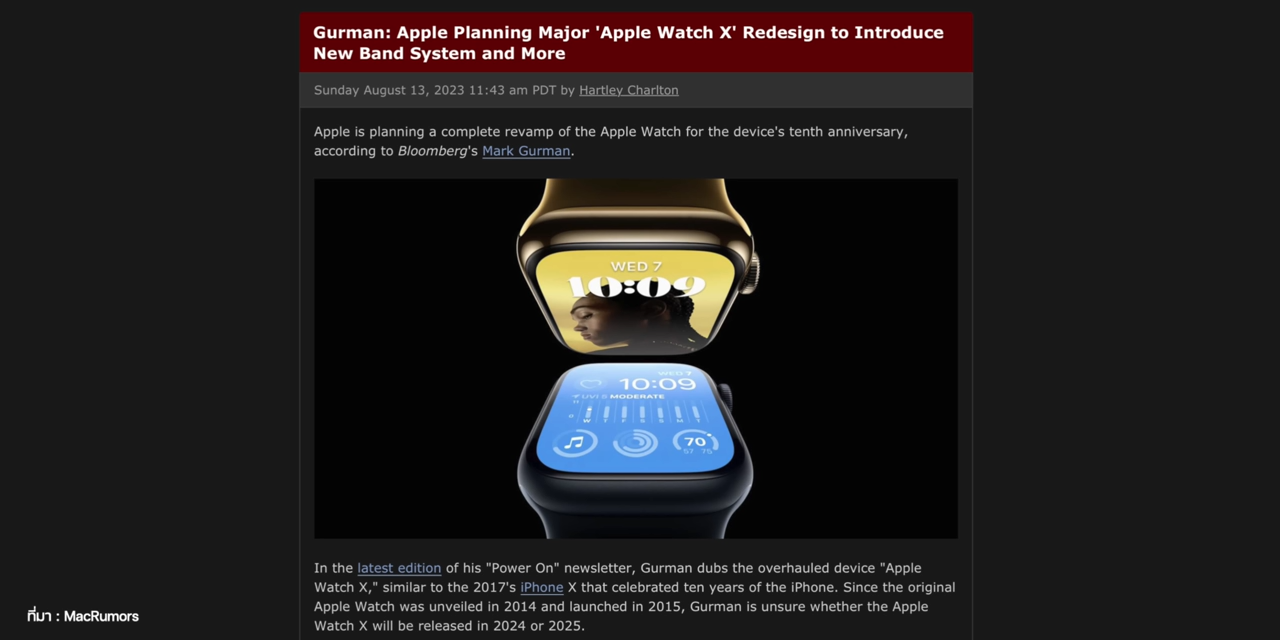 Gurman: Apple Planning Major 'Apple Watch X' Redesign to Introduce
New Band System and More
Sunday August 13, 2023 11:43 am PDT by Hartley Charlton
Apple is planning a complete revamp of the Apple Watch for the device's tenth anniversary,
according to Bloomberg's Mark Gurman.
WED 7
10:09
WED 7
10:09
UVI 5 MODERATE
W T F S S M T
70
57 75
In the latest edition of his "Power On" newsletter, Gurman dubs the overhauled device "Apple
Watch X," similar to the 2017's iPhone X that celebrated ten years of the iPhone. Since the original
Apple Watch was unveiled in 2014 and launched in 2015, Gurman is unsure whether the Apple
Watch X will be released in 2024 or 2025.
ที่มา : MacRumors